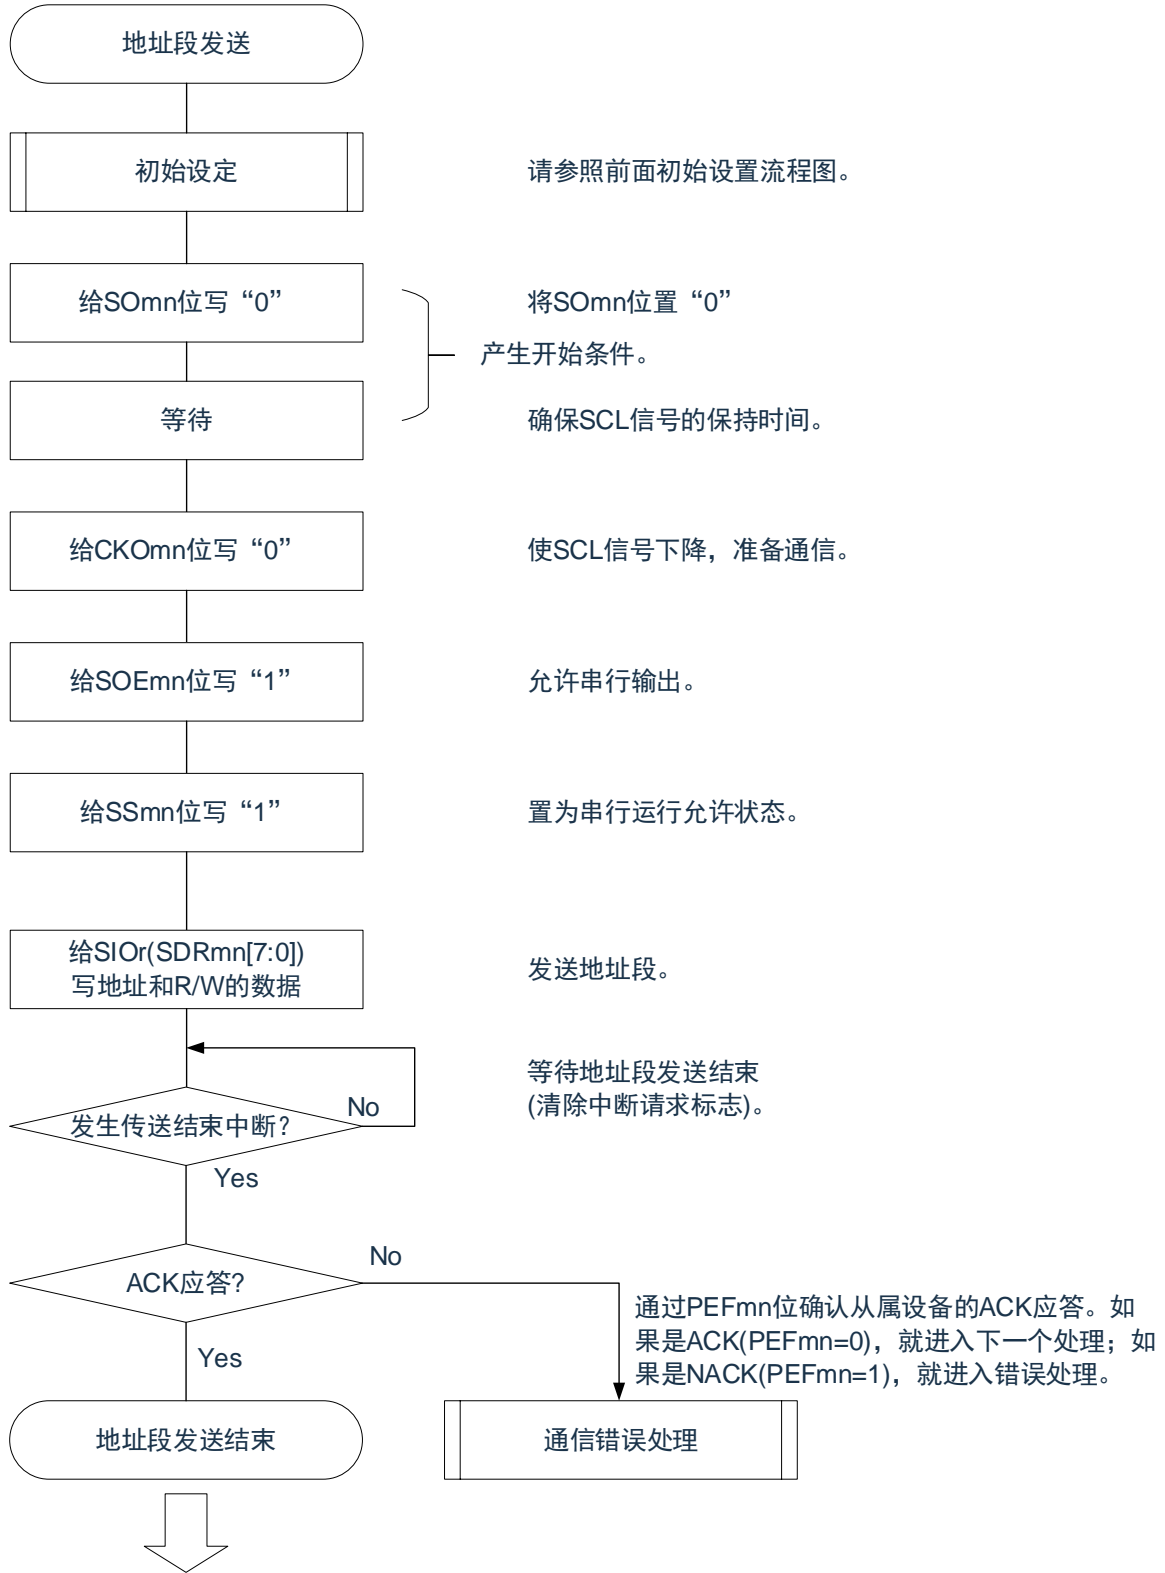 地址段发送
初始设定
请参照前面初始设置流程图。
给SOmn位写“0”
将SOmn位置“0”
产生开始条件。
等待
确保SCL信号的保持时间。
给CKOmn位写“0”
使SCL信号下降，准备通信。
给SOEmn位写“1”
允许串行输出。
给SSmn位写“1”
置为串行运行允许状态。
给SIOr(SDRmn[7:0])
写地址和R/W的数据
发送地址段。
等待地址段发送结束
(清除中断请求标志)。
发生传送结束中断?
No
Yes
ACK应答?
No
Yes
通过PEFmn位确认从属设备的ACK应答。如
果是ACK(PEFmn=0)，就进入下一个处理；如
果是NACK(PEFmn=1)，就进入错误处理。
地址段发送结束
通信错误处理